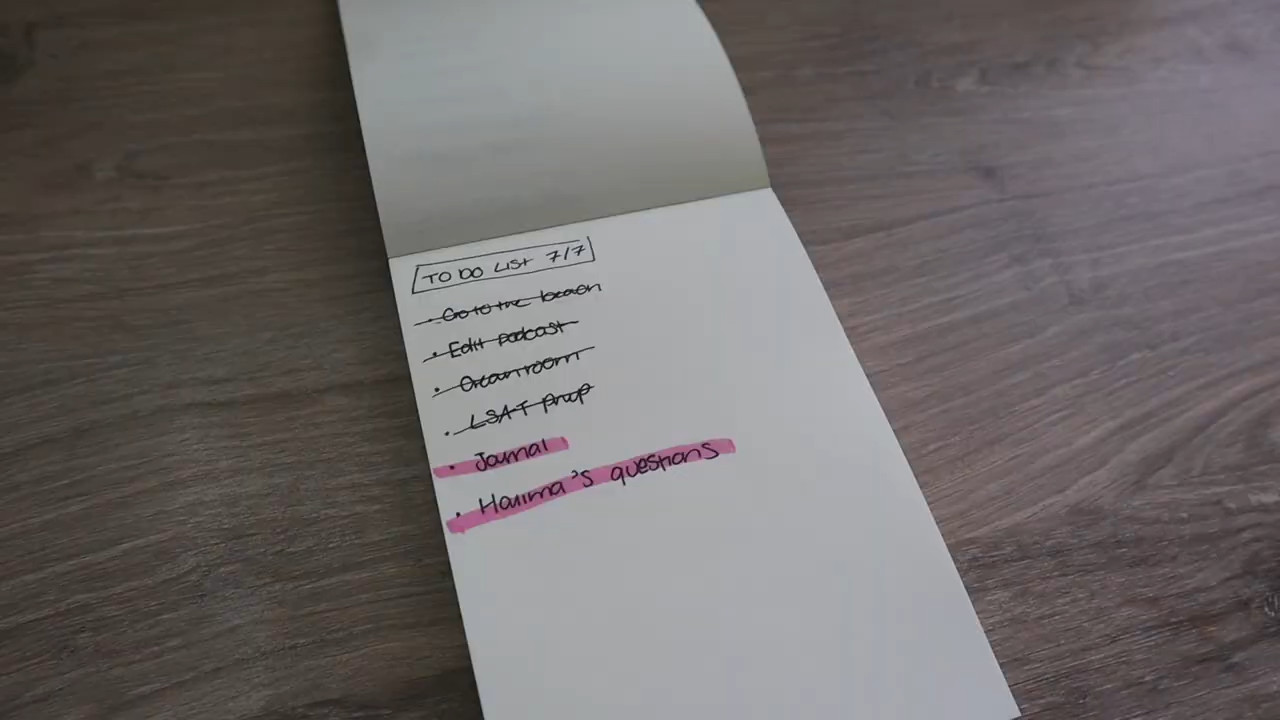 TO DO LIST 7/7
· Go to the beach
· Edit podcast
· Clean room
· LSAT prep
· Journal
· Halima's questions